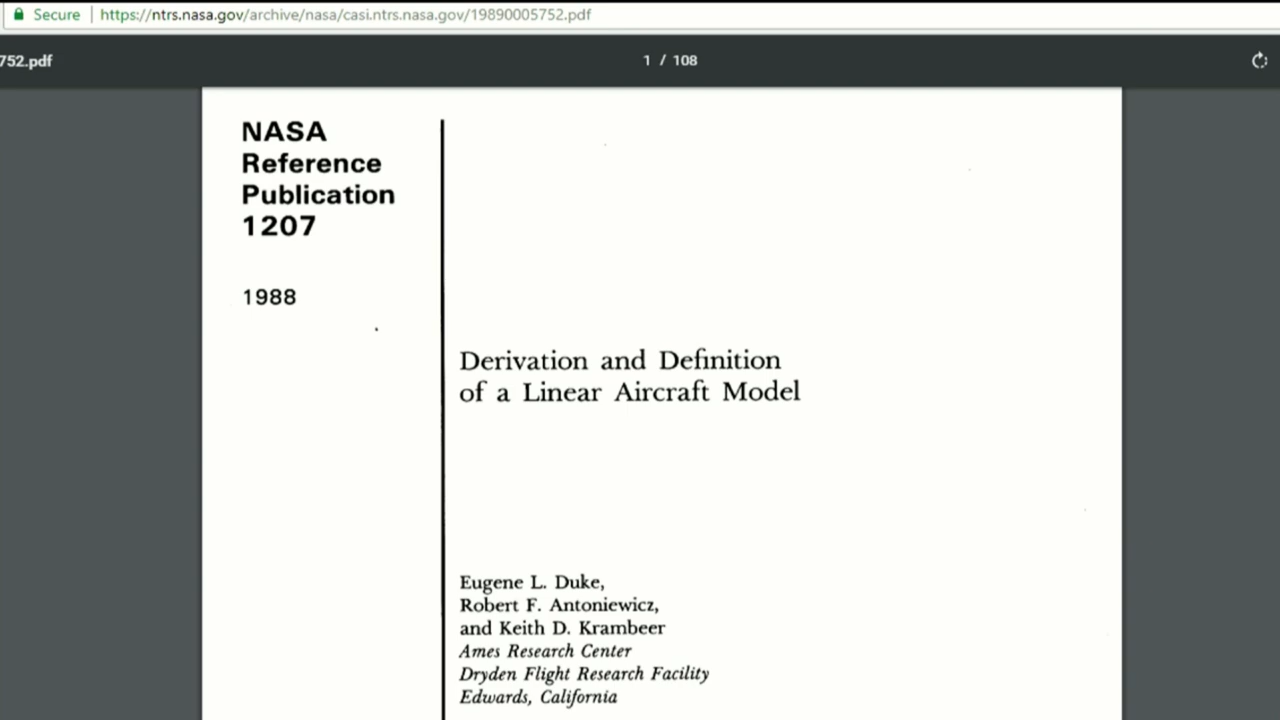 Secure https://ntrs.nasa.gov/archive/nasa/casi.ntrs.nasa.gov/19890005752.pdf
752.pdf
1 / 108
NASA
Reference
Publication
1207
1988
Derivation and Definition
of a Linear Aircraft Model
Eugene L. Duke,
Robert F. Antoniewicz,
and Keith D. Krambeer
Ames Research Center
Dryden Flight Research Facility
Edwards, California